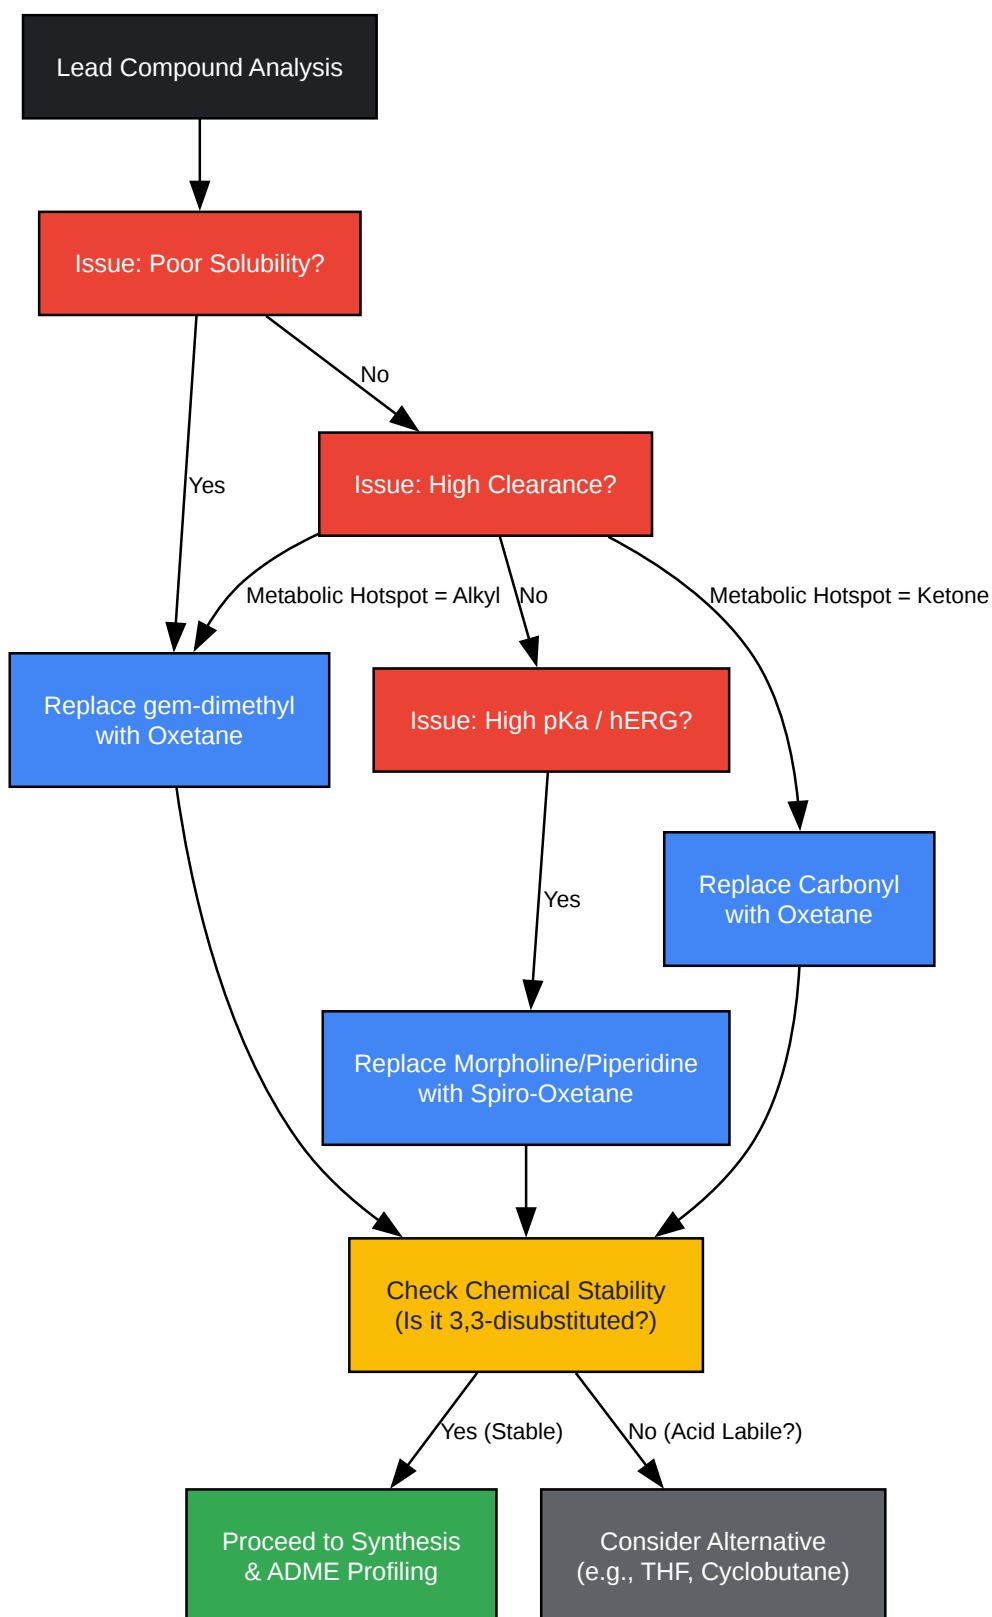 Lead Compound Analysis
Issue: Poor Solubility?
No
Yes
Issue: High Clearance?
Metabolic Hotspot = Alkyl
No
Metabolic Hotspot = Ketone
Replace gem-dimethyl
with Oxetane
Issue: High pKa / hERG?
Yes
Replace Carbonyl
with Oxetane
Replace Morpholine/Piperidine
with Spiro-Oxetane
Check Chemical Stability
(Is it 3,3-disubstituted?)
Yes (Stable)
No (Acid Labile?)
Proceed to Synthesis
& ADME Profiling
Consider Alternative
(e.g., THF, Cyclobutane)